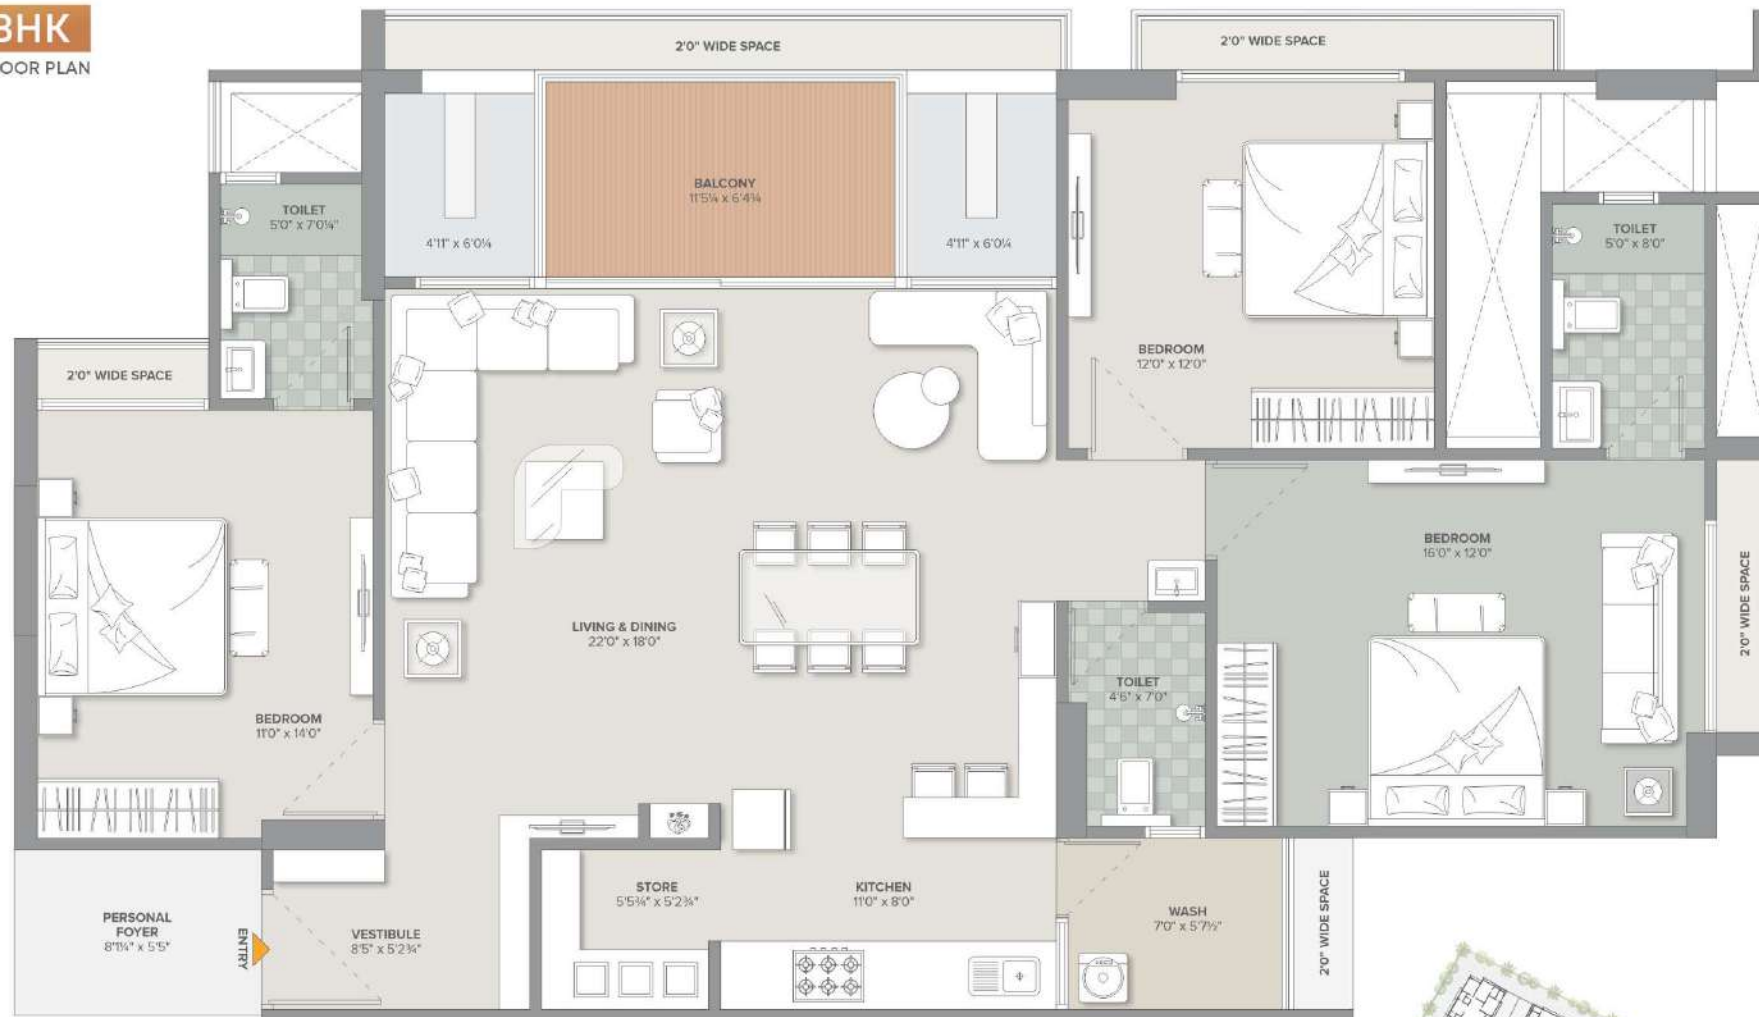 BHK
OOR PLAN
2'0" WIDE SPACE
2'0" WIDE SPACE
BALCONY
11'5¼ x 6'4¼
4'11" x 6'0¼
4'11" x 6'0¼
TOILET
5'0" x 7'0¼"
TOILET
5'0" x 8'0"
2'0" WIDE SPACE
BEDROOM
12'0" x 12'0"
BEDROOM
16'0" x 12'0"
2'0" WIDE SPACE
LIVING & DINING
22'0" x 18'0"
TOILET
4'6" x 7'0"
BEDROOM
11'0" x 14'0"
STORE
5'5¾" x 5'2¾"
KITCHEN
11'0" x 8'0"
WASH
7'0" x 5'7½"
2'0" WIDE SPACE
PERSONAL
FOYER
8'1¼" x 5'5"
ENTRY
VESTIBULE
8'5" x 5'2¾"